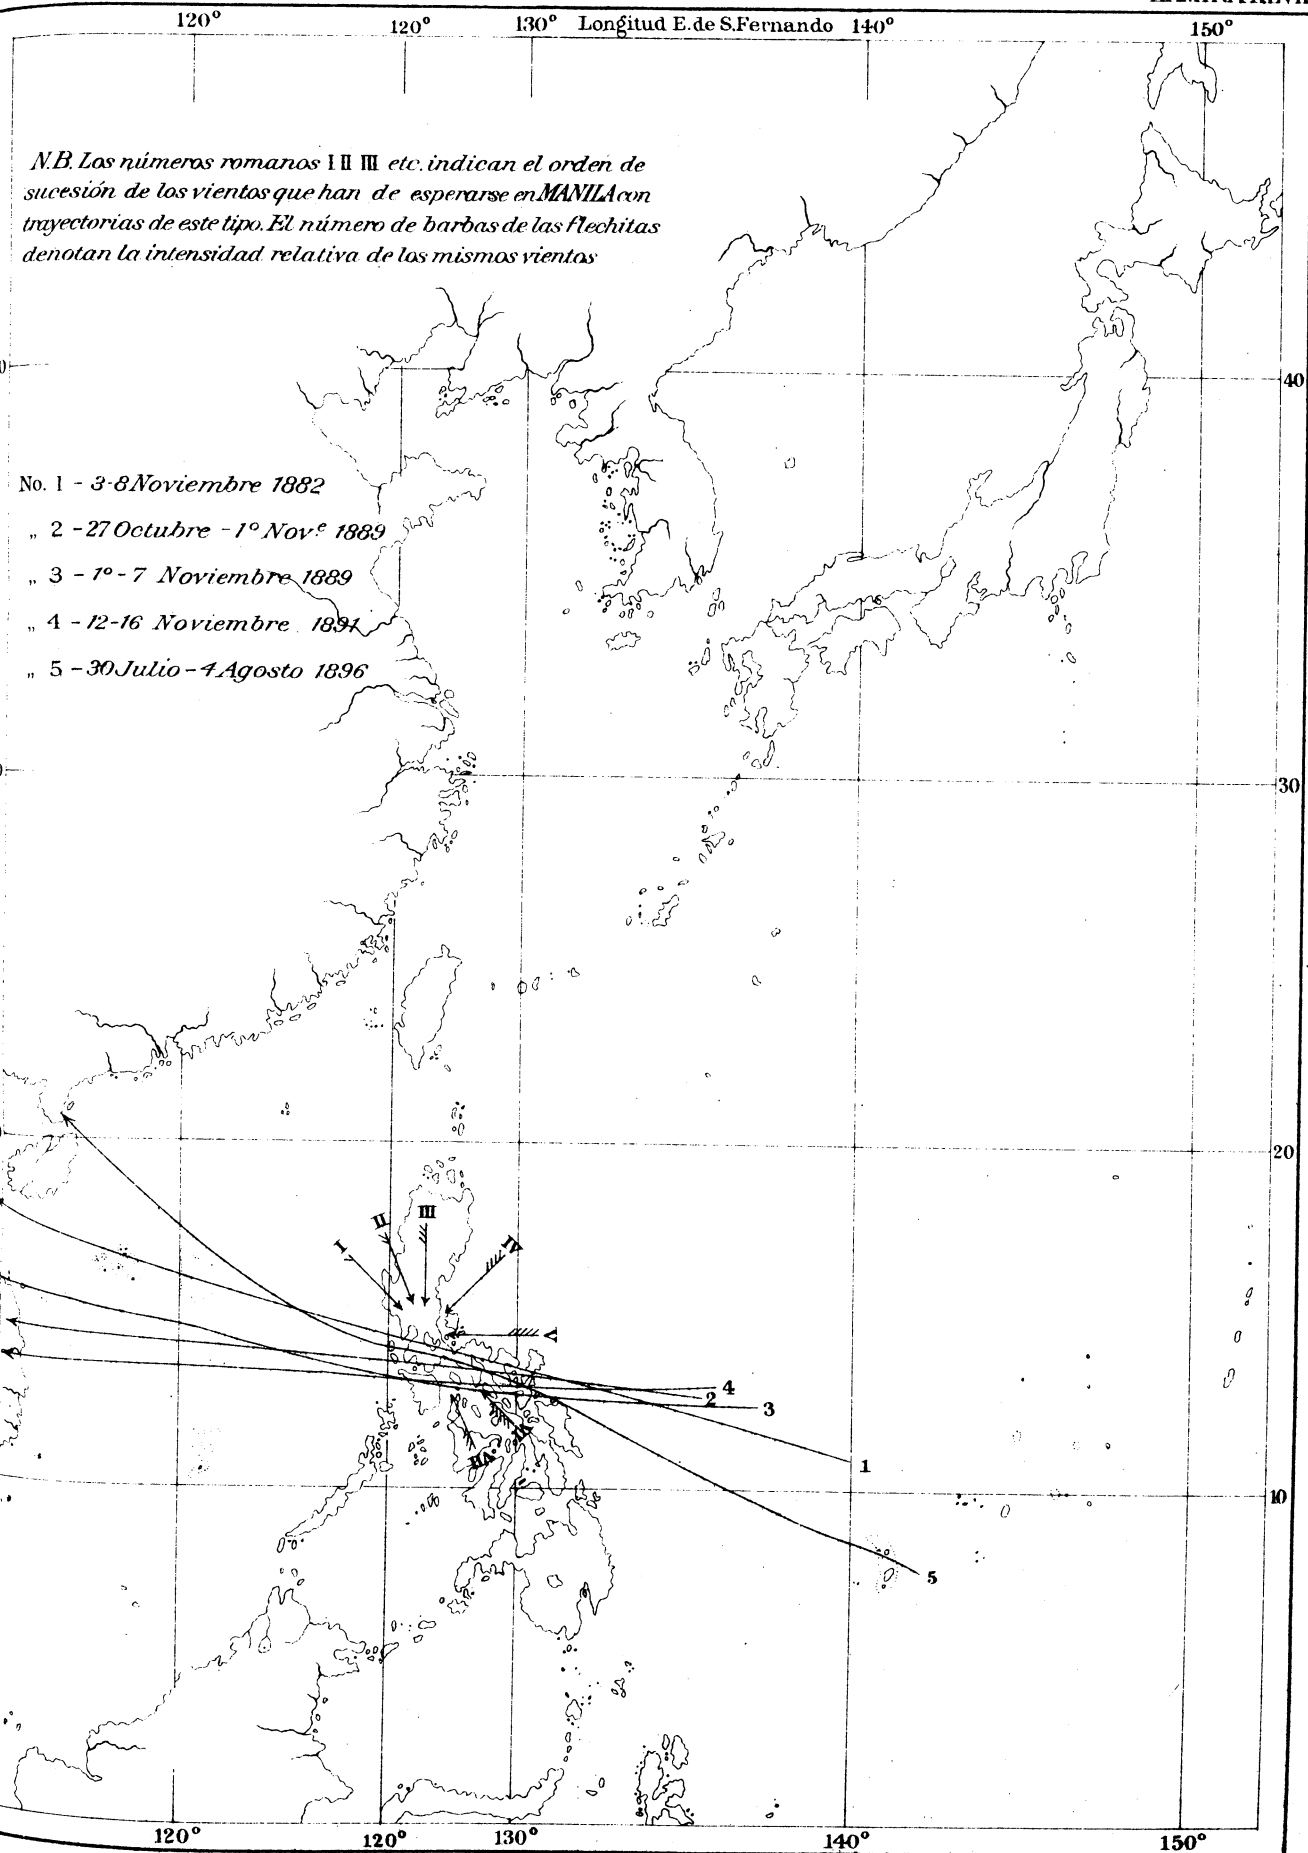 120° 120° 130° Longitud E. de S. Fernando 140° 150°
N.B. Los números romanos I II III etc. indican el orden de
sucesión de los vientos que han de esperarse en MANILA con
trayectorias de este tipo. El número de barbas de las flechitas
denotan la intensidad relativa de los mismos vientos
40
No. 1 - 3-8 Noviembre 1882
„ 2 - 27 Octubre - 1º Nov.e 1889
„ 3 - 1º - 7 Noviembre 1889
„ 4 - 12-16 Noviembre 1891
„ 5 - 30 Julio - 4 Agosto 1896
30
20
I II III IV
V
4
2
3
VI
VII
1
10
5
120° 120° 130° 140° 150°